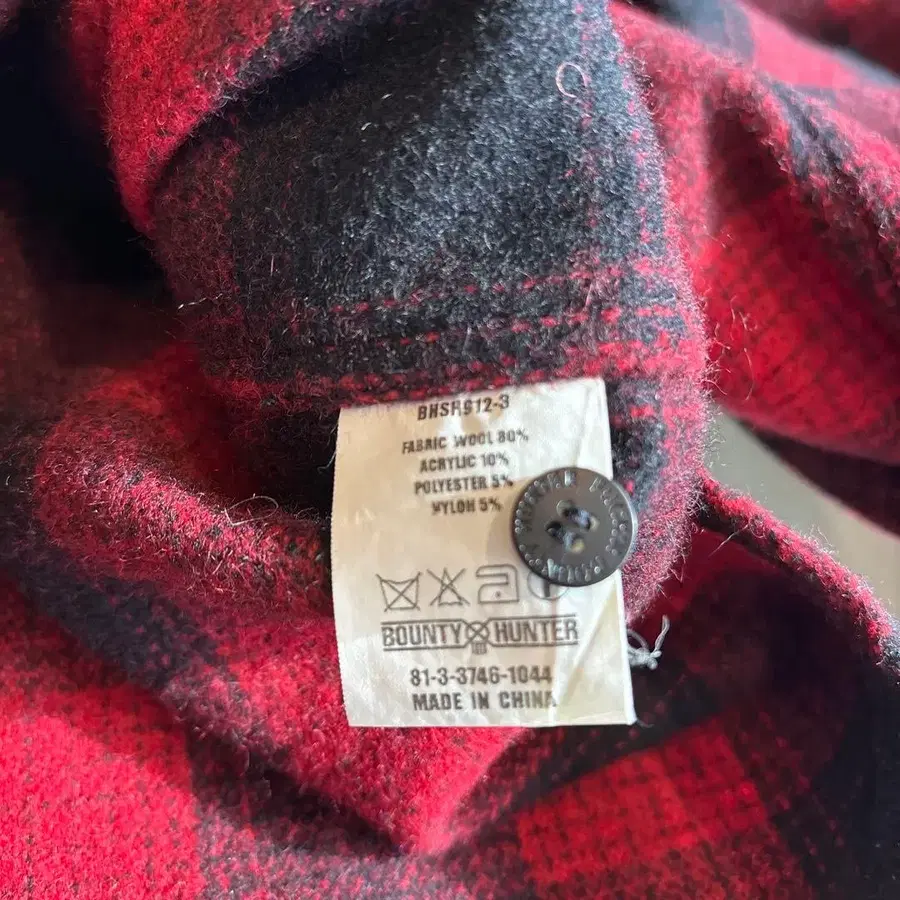 BHSH912-3
FABRIC WOOL 80%
ACRYLIC 10%
POLYESTER 5%
NYLON 5%
BOUNTY HUNTER
81-3-3746-1044
MADE IN CHINA